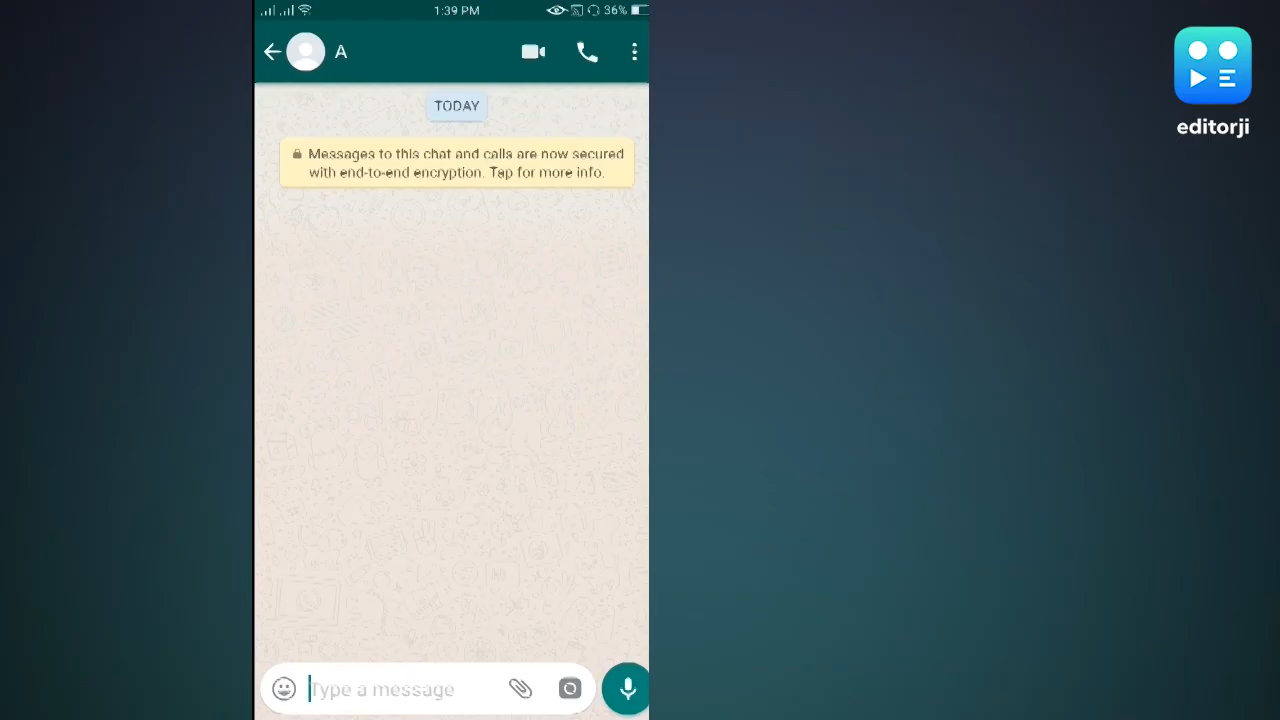 1:39 PM
36%
A
TODAY
Messages to this chat and calls are now secured
with end-to-end encryption. Tap for more info.
Type a message
editorji